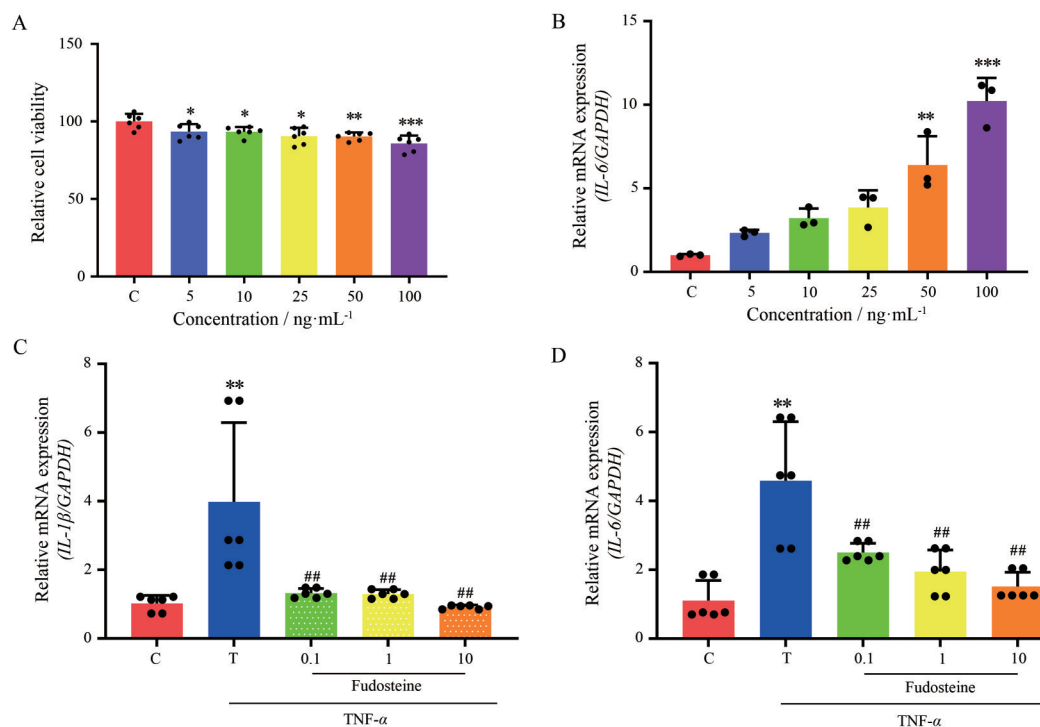 A
Relative cell viability
150
100
50
0
*
*
*
**
***
C 5 10 25 50 100
Concentration / ng·mL⁻¹
B
Relative mRNA expression
(IL-6/GAPDH)
15
10
5
0
**
***
C 5 10 25 50 100
Concentration / ng·mL⁻¹
C
Relative mRNA expression
(IL-1β/GAPDH)
8
6
4
2
0
**
##
##
##
C T 0.1 1 10
Fudosteine
TNF-α
D
Relative mRNA expression
(IL-6/GAPDH)
8
6
4
2
0
**
##
##
##
C T 0.1 1 10
Fudosteine
TNF-α